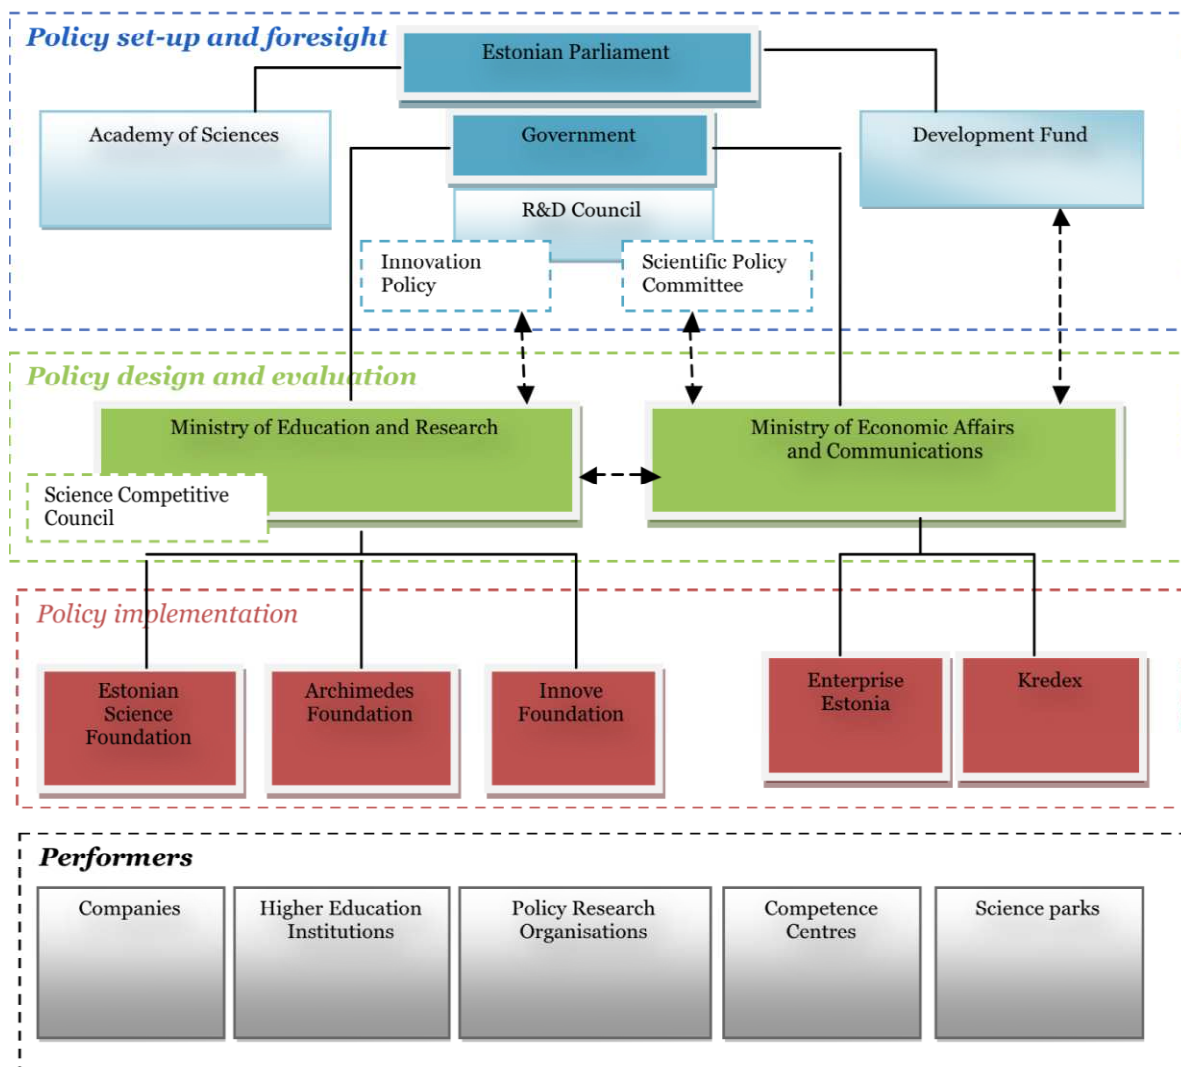 Policy set-up and foresight
Estonian Parliament
Academy of Sciences
Government
Development Fund
R&D Council
Innovation
Policy
Scientific Policy
Committee
Policy design and evaluation
Ministry of Education and Research
Ministry of Economic Affairs
and Communications
Science Competitive
Council
Policy implementation
Estonian
Science
Foundation
Archimedes
Foundation
Innove
Foundation
Enterprise
Estonia
Kredex
Performers
Companies
Higher Education
Institutions
Policy Research
Organisations
Competence
Centres
Science parks